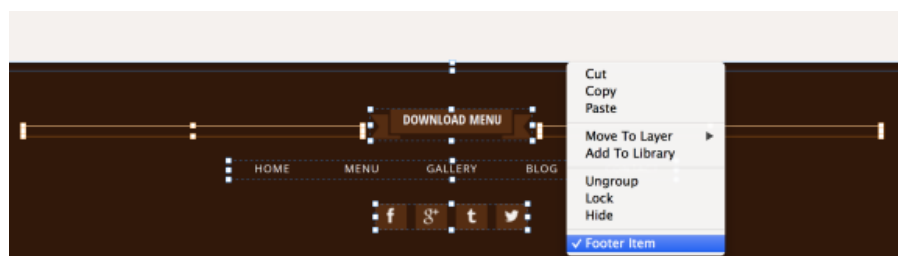 DOWNLOAD MENU
HOME MENU GALLERY BLOG
f g+ t
Cut
Copy
Paste
Move To Layer
Add To Library
Ungroup
Lock
Hide
✓ Footer Item